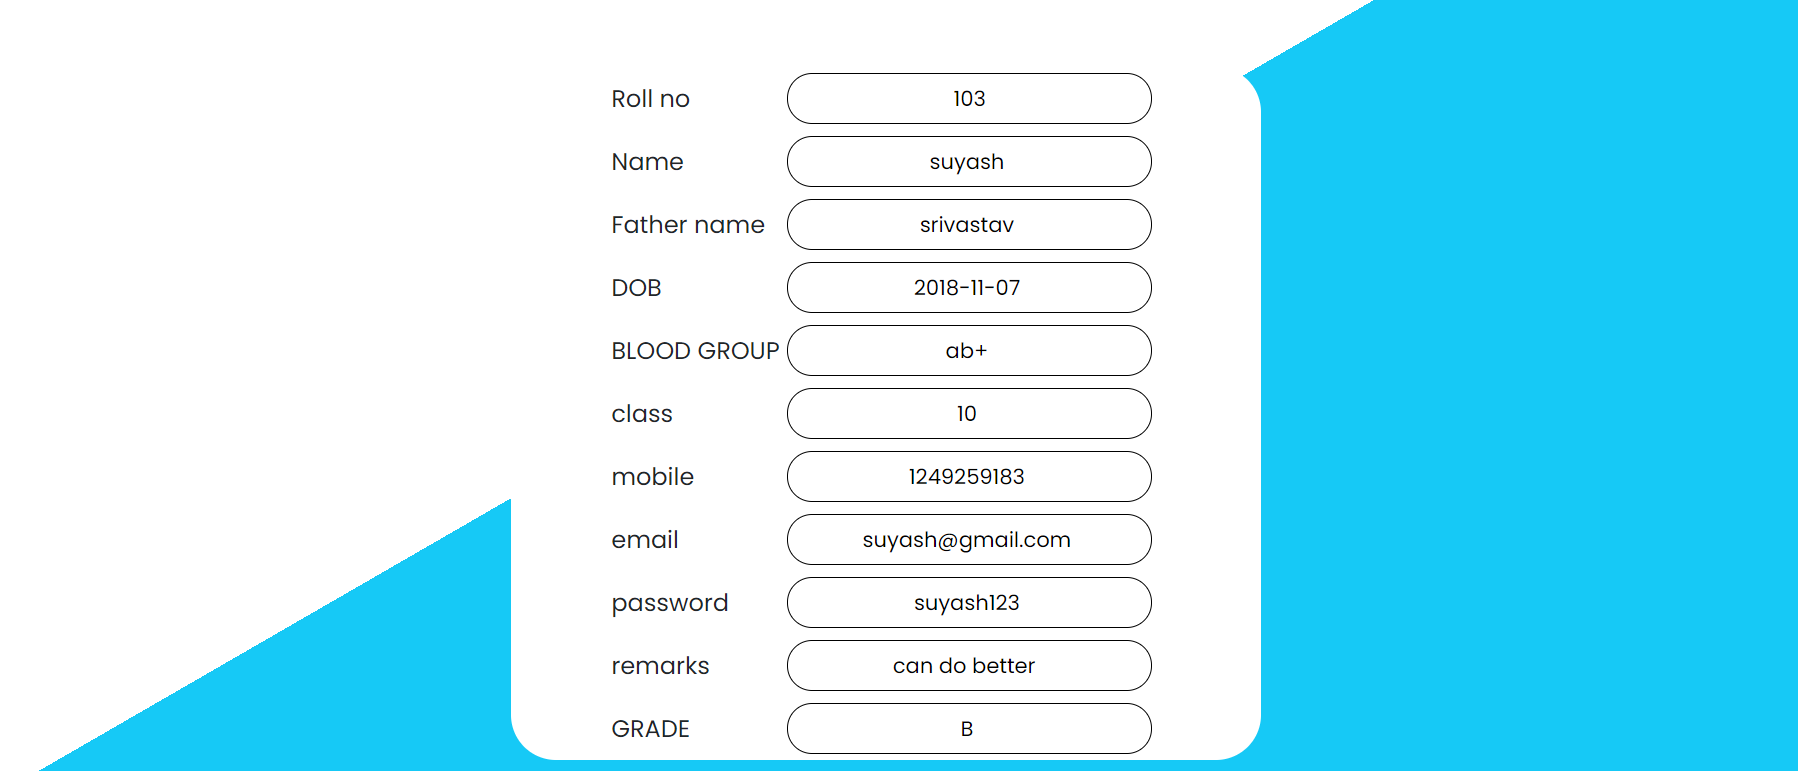 Roll no 103
Name suyash
Father name srivastav
DOB 2018-11-07
BLOOD GROUP ab+
class 10
mobile 1249259183
email suyash@gmail.com
password suyash123
remarks can do better
GRADE B